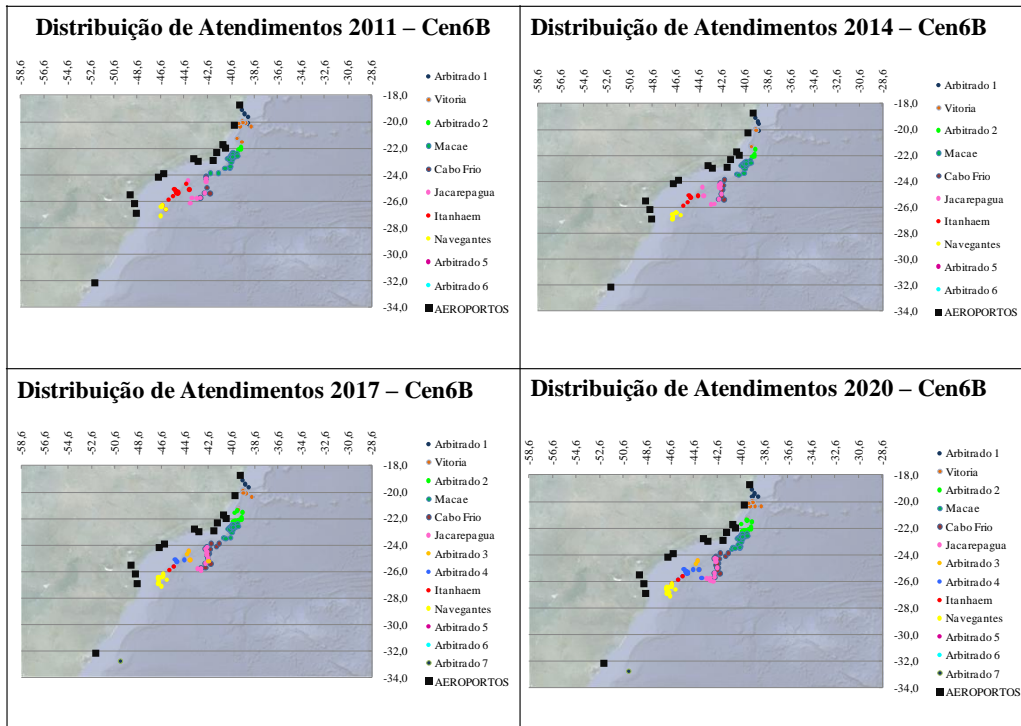 Distribuição de Atendimentos 2011 – Cen6B
-58,6
-56,6
-54,6
-52,6
-50,6
-48,6
-46,6
-44,6
-42,6
-40,6
-38,6
-36,6
-34,6
-32,6
-30,6
-28,6
-18,0
-20,0
-22,0
-24,0
-26,0
-28,0
-30,0
-32,0
-34,0
Arbitrado 1
Vitoria
Arbitrado 2
Macae
Cabo Frio
Jacarepagua
Itanhaem
Navegantes
Arbitrado 5
Arbitrado 6
AEROPORTOS
Distribuição de Atendimentos 2014 – Cen6B
-58,6
-56,6
-54,6
-52,6
-50,6
-48,6
-46,6
-44,6
-42,6
-40,6
-38,6
-36,6
-34,6
-32,6
-30,6
-28,6
-18,0
-20,0
-22,0
-24,0
-26,0
-28,0
-30,0
-32,0
-34,0
Arbitrado 1
Vitoria
Arbitrado 2
Macae
Cabo Frio
Jacarepagua
Itanhaem
Navegantes
Arbitrado 5
Arbitrado 6
AEROPORTOS
Distribuição de Atendimentos 2017 – Cen6B
-58,6
-56,6
-54,6
-52,6
-50,6
-48,6
-46,6
-44,6
-42,6
-40,6
-38,6
-36,6
-34,6
-32,6
-30,6
-28,6
-18,0
-20,0
-22,0
-24,0
-26,0
-28,0
-30,0
-32,0
-34,0
Arbitrado 1
Vitoria
Arbitrado 2
Macae
Cabo Frio
Jacarepagua
Arbitrado 3
Arbitrado 4
Itanhaem
Navegantes
Arbitrado 5
Arbitrado 6
Arbitrado 7
AEROPORTOS
Distribuição de Atendimentos 2020 – Cen6B
-58,6
-56,6
-54,6
-52,6
-50,6
-48,6
-46,6
-44,6
-42,6
-40,6
-38,6
-36,6
-34,6
-32,6
-30,6
-28,6
-18,0
-20,0
-22,0
-24,0
-26,0
-28,0
-30,0
-32,0
-34,0
Arbitrado 1
Vitoria
Arbitrado 2
Macae
Cabo Frio
Jacarepagua
Arbitrado 3
Arbitrado 4
Itanhaem
Navegantes
Arbitrado 5
Arbitrado 6
Arbitrado 7
AEROPORTOS